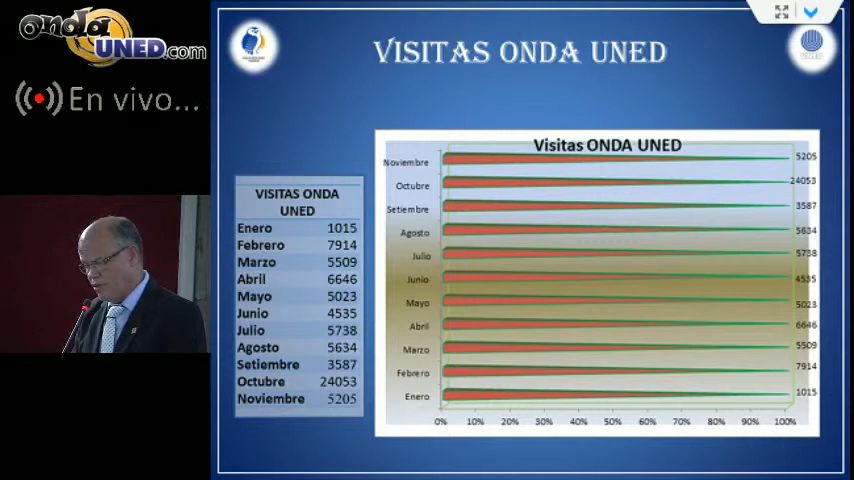 onda
UNED.com
En vivo...
VISITAS ONDA UNED
VISITAS ONDA
UNED
Enero 1015
Febrero 7914
Marzo 5509
Abril 6646
Mayo 5023
Junio 4535
Julio 5738
Agosto 5634
Setiembre 3587
Octubre 24053
Noviembre 5205
Visitas ONDA UNED
Noviembre 5205
Octubre 24053
Setiembre 3587
Agosto 5634
Julio 5738
Junio 4535
Mayo 5023
Abril 6646
Marzo 5509
Febrero 7914
Enero 1015
0% 10% 20% 30% 40% 50% 60% 70% 80% 90% 100%